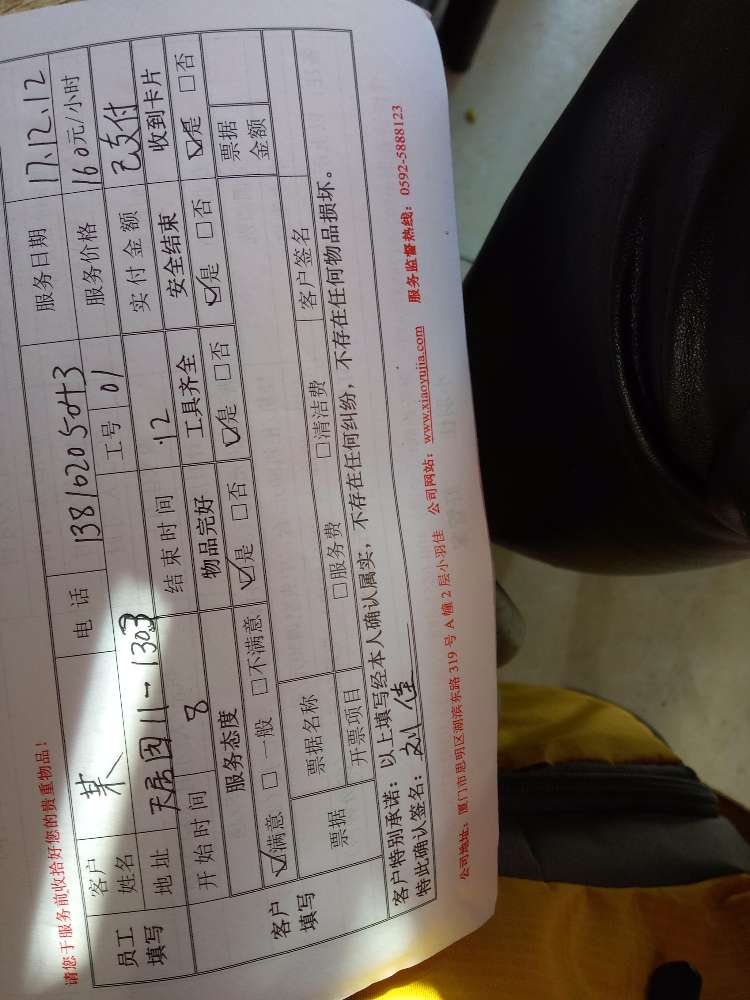 请您于服务前收拾好您的贵重物品！
员工填写 客户姓名 某 电话 13816205043 服务日期 17.12.12
地址 天居园11-1303 工号 01 服务价格 160元/小时
开始时间 8 结束时间 12 实付金额 已支付
客户填写 服务态度 物品完好 工具齐全 安全结束 收到卡片
☑满意 □一般 □不满意 ☑是 □否 ☑是 □否 ☑是 □否 ☑是 □否
票据 票据名称 票据金额
开票项目 □服务费 □清洁费 客户签名
客户特别承诺：以上填写经本人确认属实，不存在任何纠纷，不存在任何物品损坏。
特此确认签名：刘佳
公司地址：厦门市思明区湖滨东路 319 号 A 幢 2 层小羽佳 公司网站：www.xiaoyujia.com 服务监督热线：0592-5888123